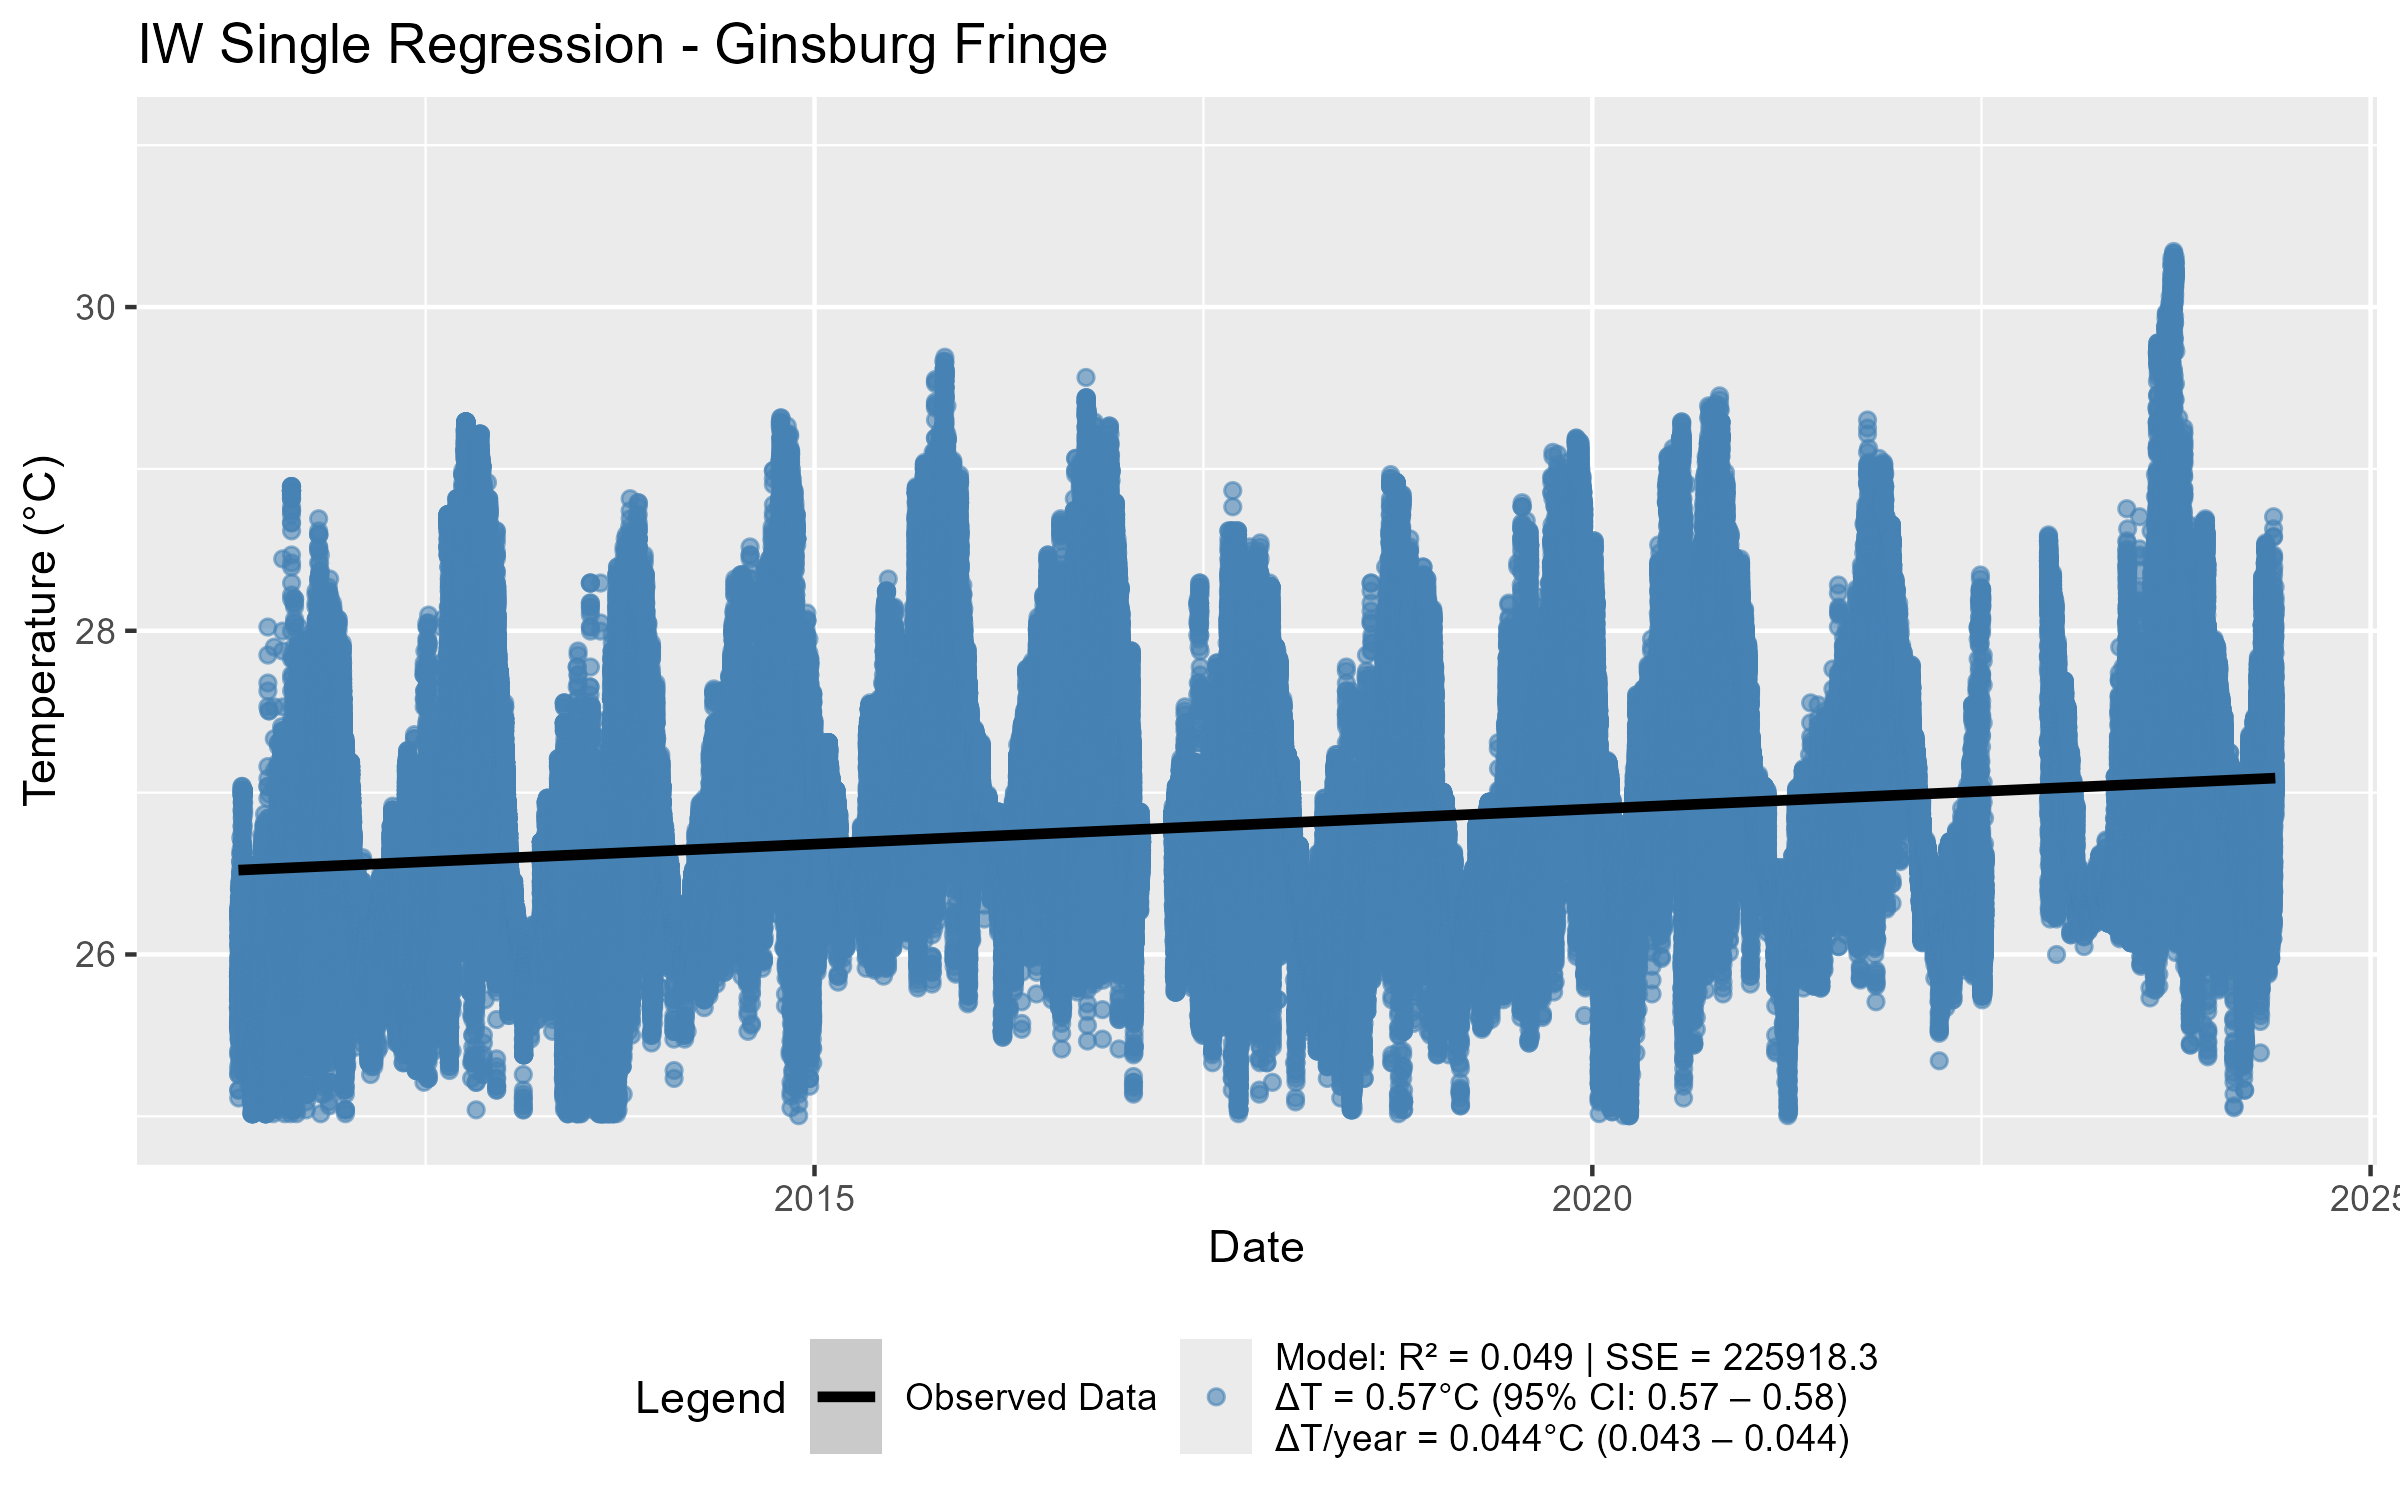 IW Single Regression - Ginsburg Fringe
Temperature (°C)
30
28
26
2015
2020
2025
Date
Legend
Observed Data
Model: R² = 0.049 | SSE = 225918.3
ΔT = 0.57°C (95% CI: 0.57 – 0.58)
ΔT/year = 0.044°C (0.043 – 0.044)